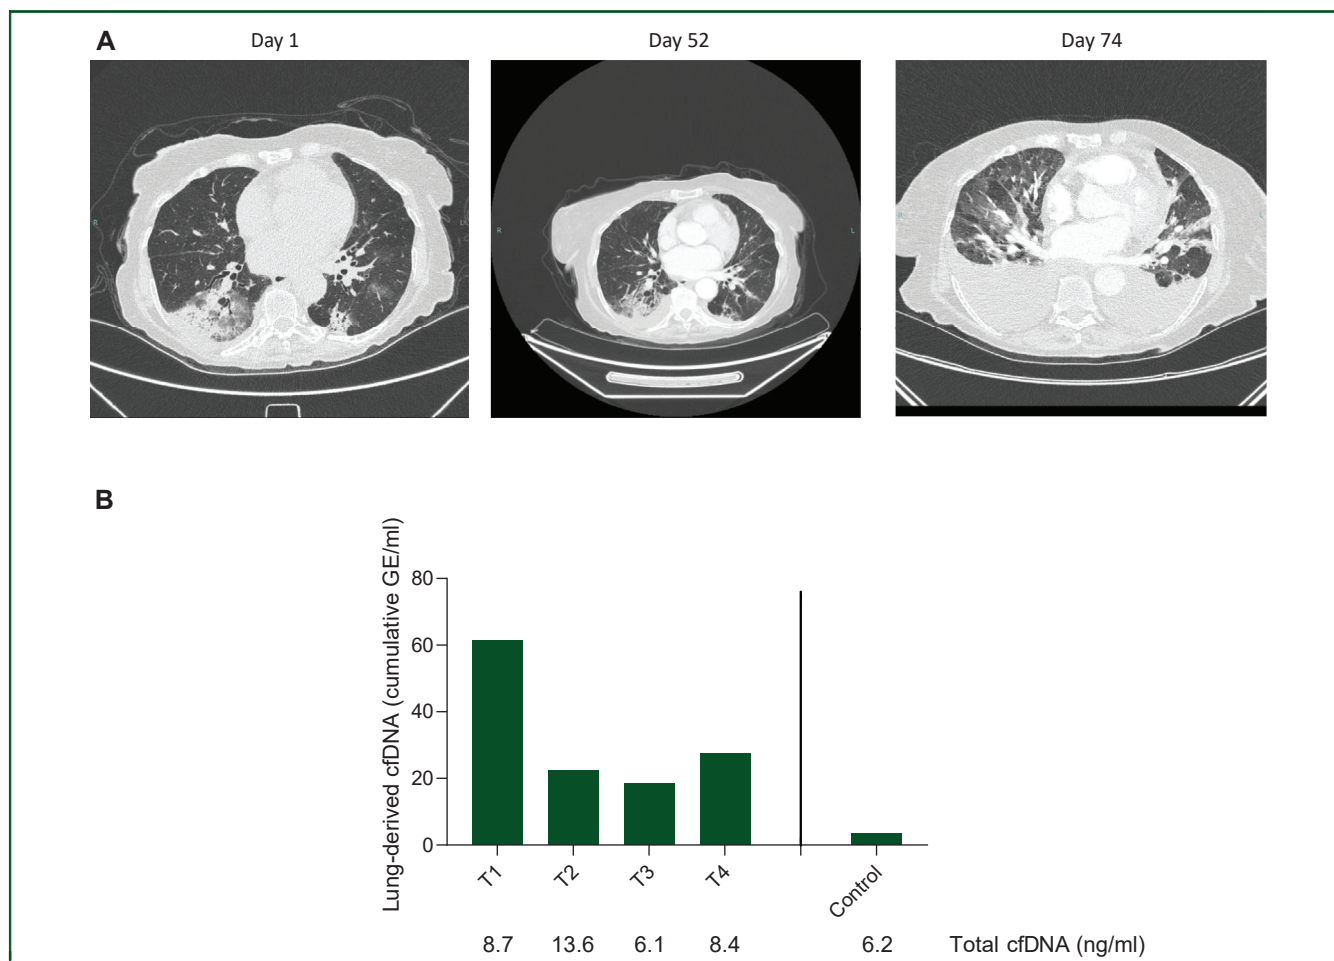 A
Day 1
Day 52
Day 74
R
L
R
L
R
L
B
Lung-derived cfDNA (cumulative GE/ml)
80
60
40
20
0
T1
T2
T3
T4
Control
8.7 13.6 6.1 8.4 6.2 Total cfDNA (ng/ml)